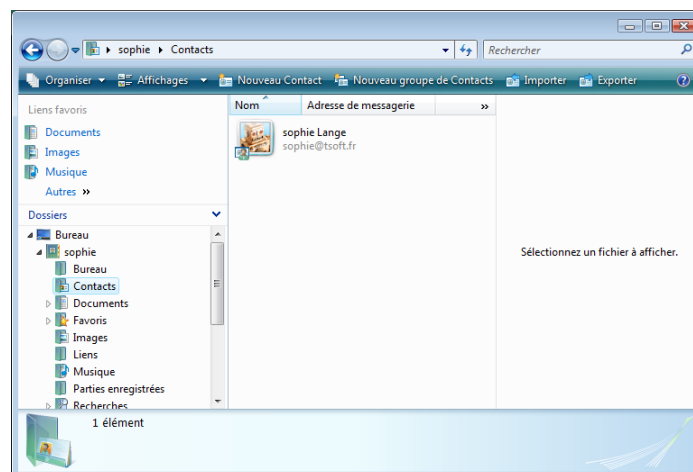 sophie Contacts
Rechercher
Organiser Affichages Nouveau Contact Nouveau groupe de Contacts Importer Exporter
Liens favoris
Documents
Images
Musique
Autres »
Dossiers
Bureau
sophie
Bureau
Contacts
Documents
Favoris
Images
Liens
Musique
Parties enregistrées
Recherches
Nom Adresse de messagerie »
sophie Lange
sophie@tsoft.fr
Sélectionnez un fichier à afficher.
1 élément